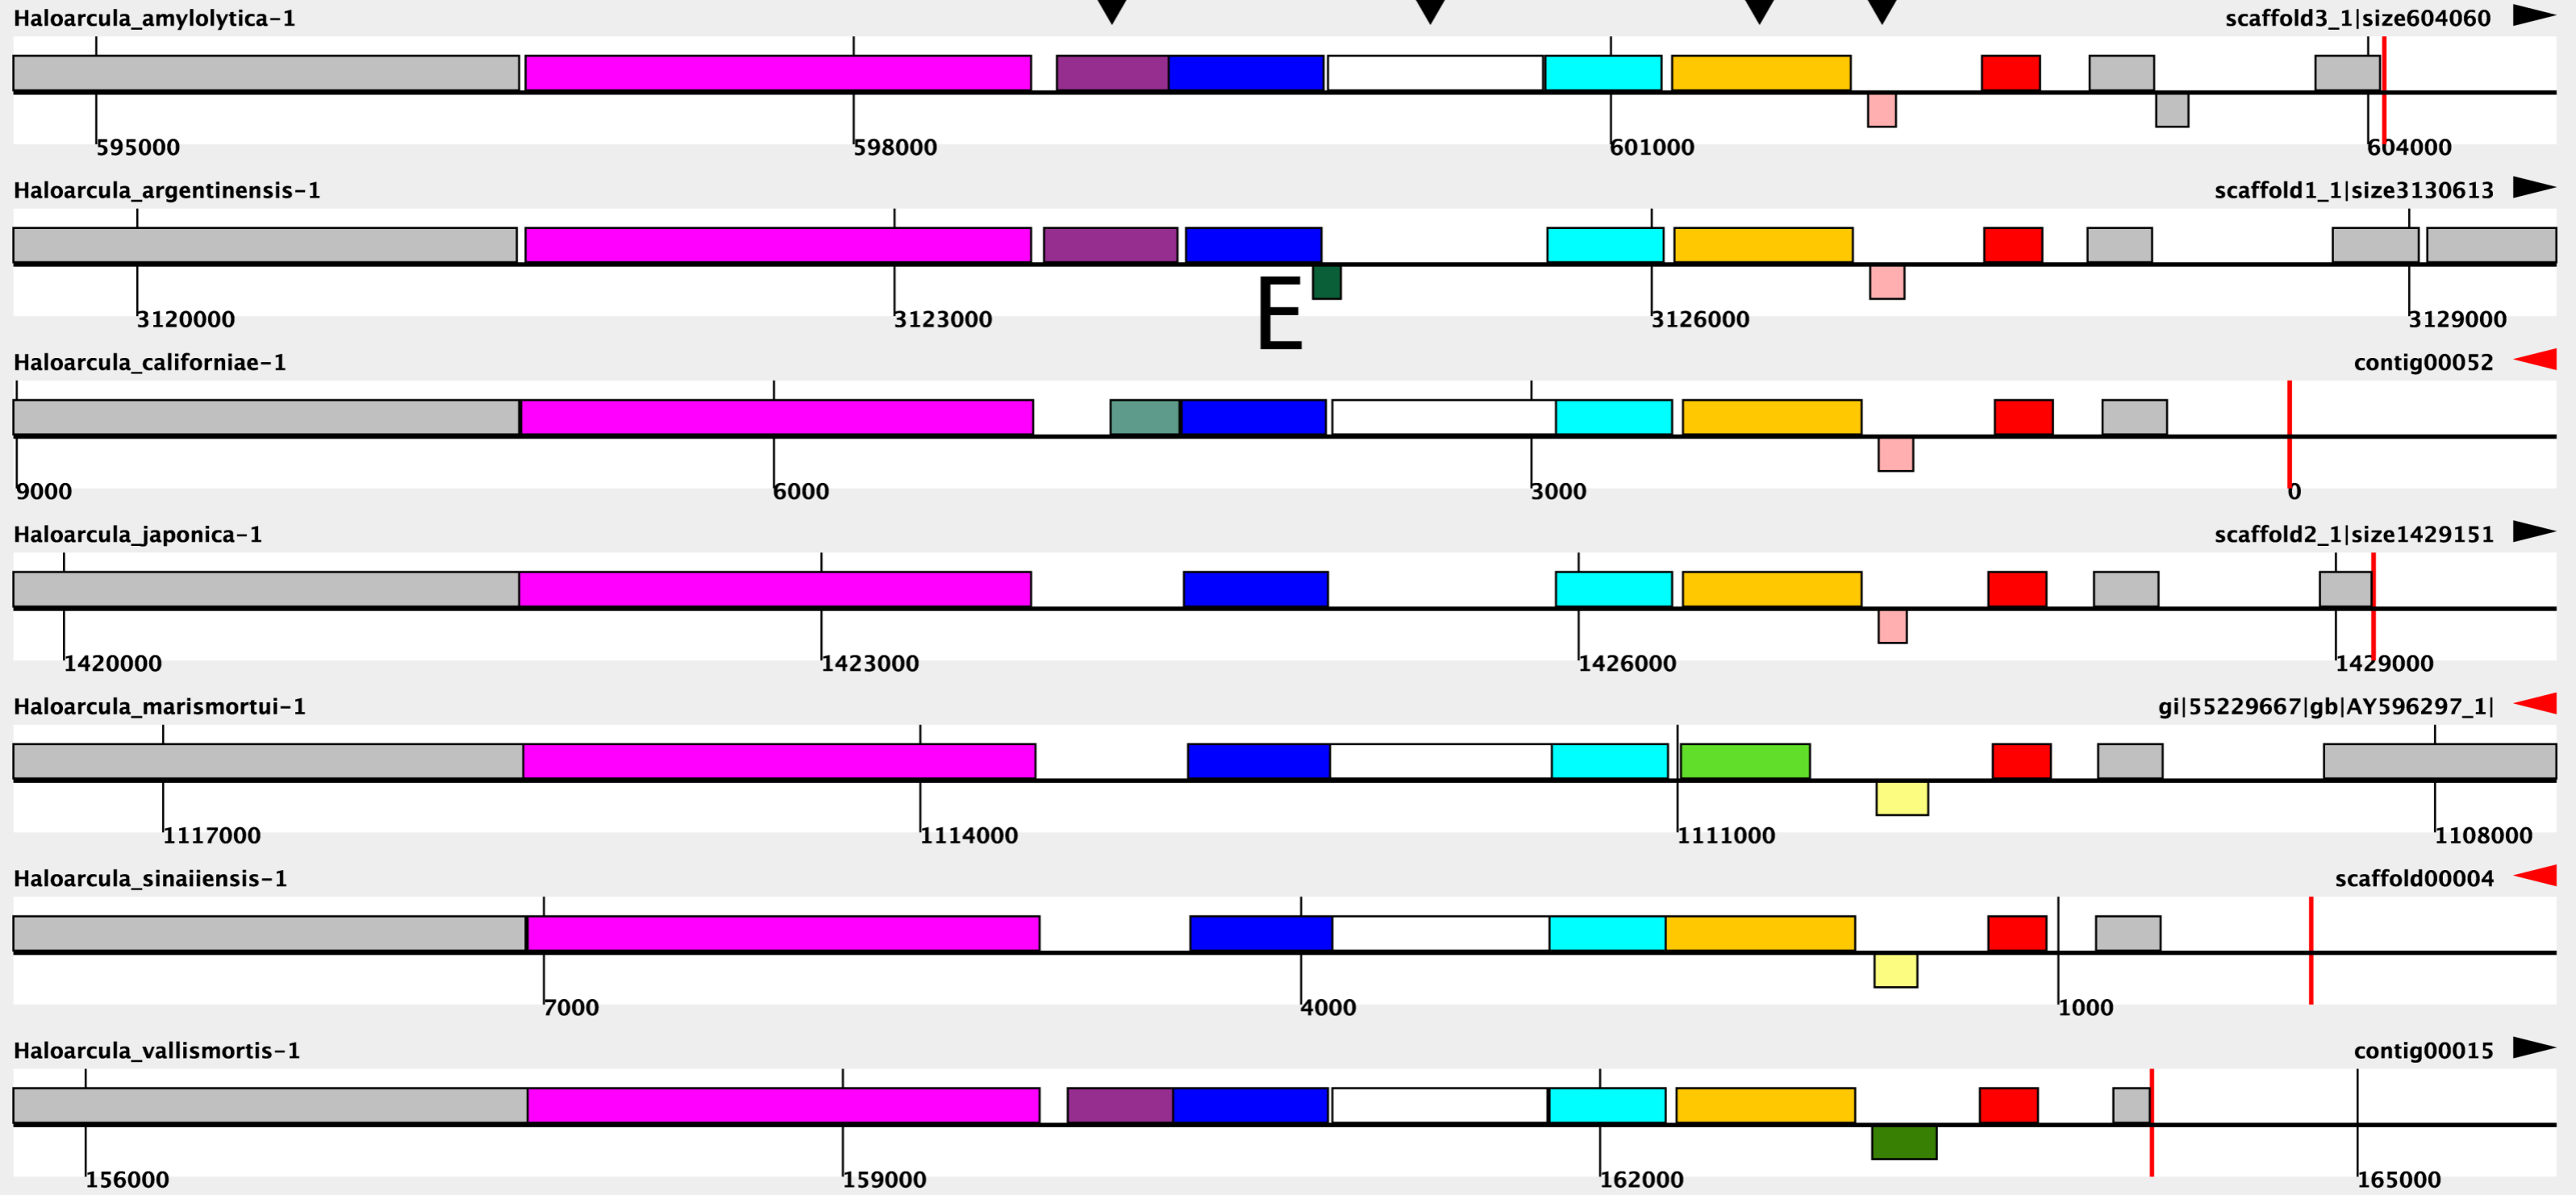 Haloarcula_amylolytica-1 scaffold3_1|size604060
595000 598000 601000 604000
Haloarcula_argentinensis-1 scaffold1_1|size3130613
3120000 3123000 3126000 3129000
E
Haloarcula_californiae-1 contig00052
9000 6000 3000 0
Haloarcula_japonica-1 scaffold2_1|size1429151
1420000 1423000 1426000 1429000
Haloarcula_marismortui-1 gi|55229667|gb|AY596297_1|
1117000 1114000 1111000 1108000
Haloarcula_sinaiiensis-1 scaffold00004
7000 4000 1000
Haloarcula_vallismortis-1 contig00015
156000 159000 162000 165000